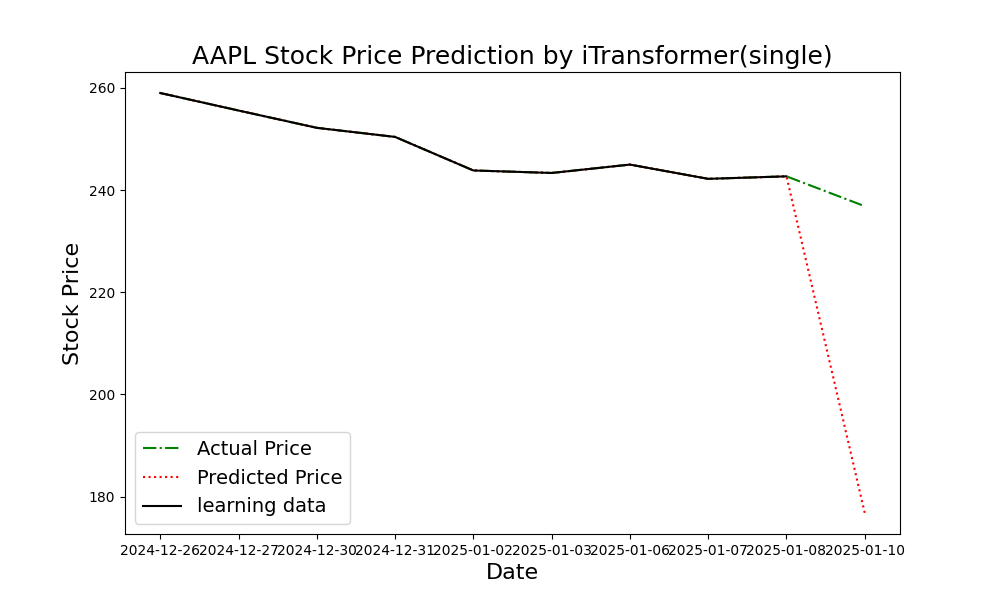 AAPL Stock Price Prediction by iTransformer(single)
260
240
220
200
180
Stock Price
Actual Price
Predicted Price
learning data
2024-12-26 2024-12-27 2024-12-30 2024-12-31 2025-01-02 2025-01-03 2025-01-06 2025-01-07 2025-01-08 2025-01-10
Date